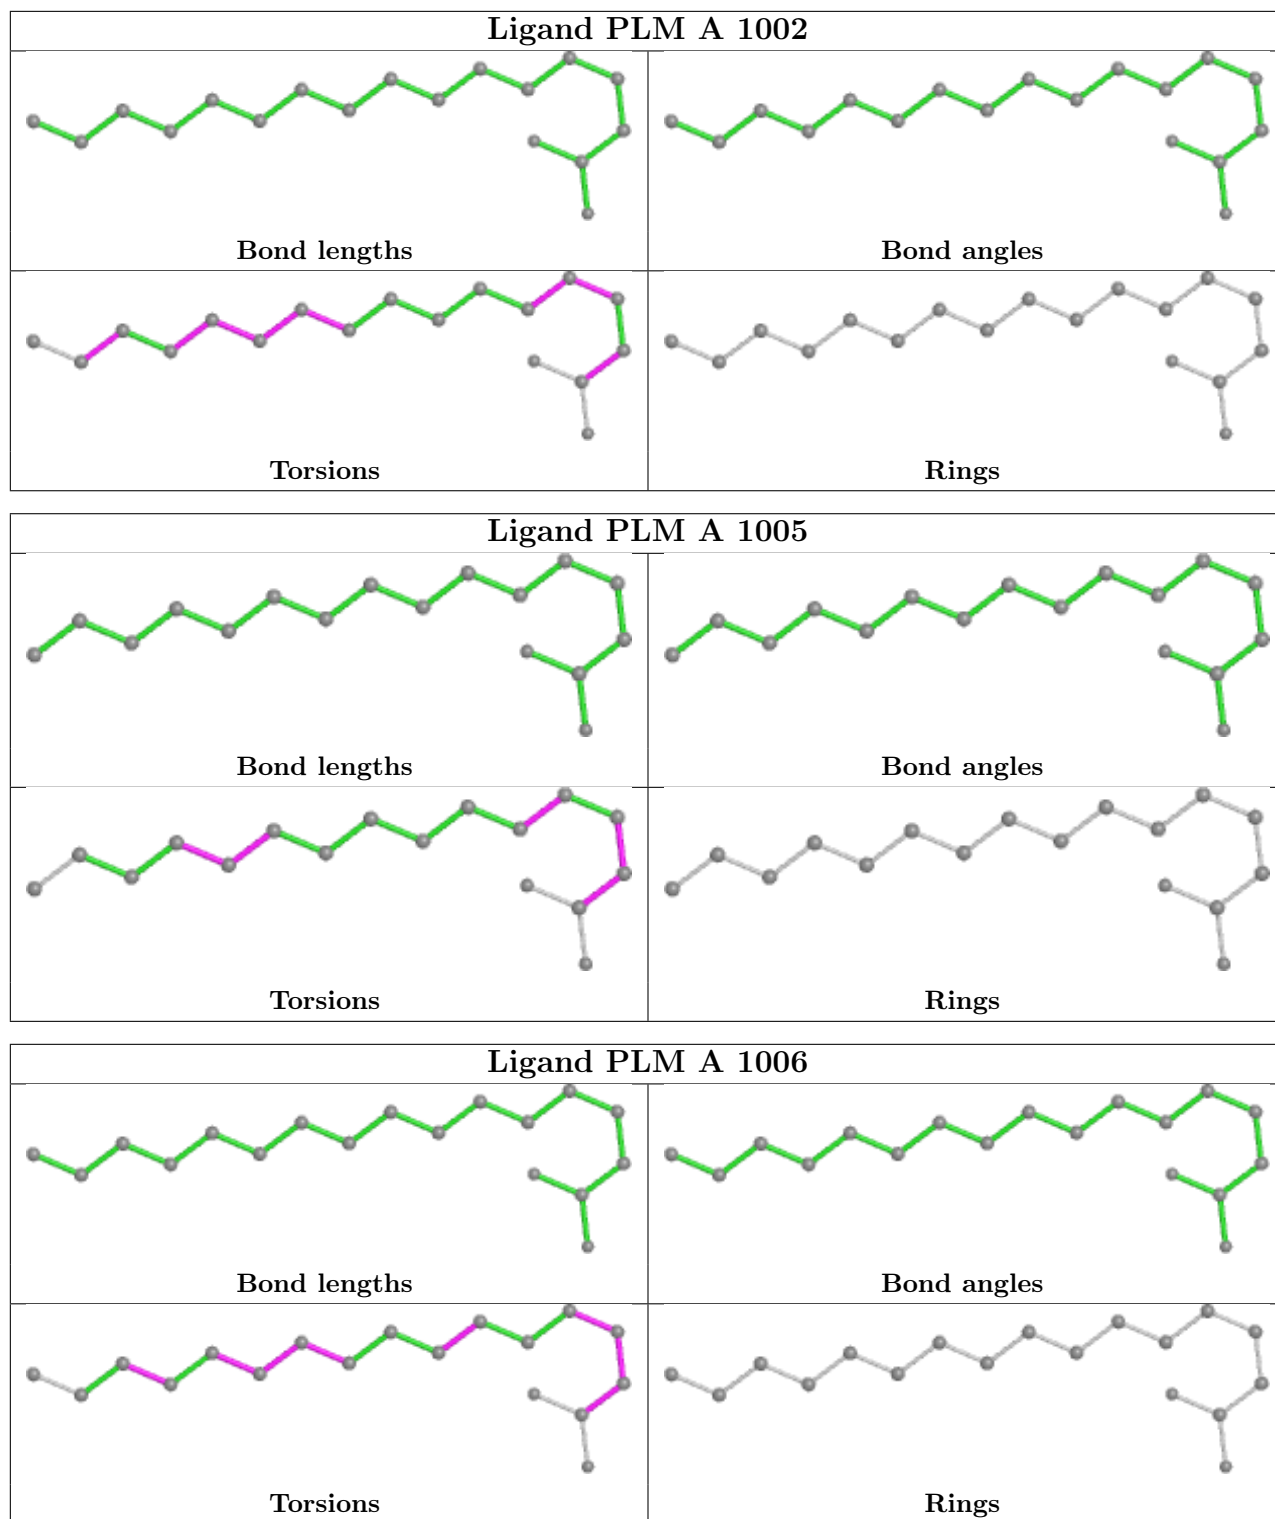 Ligand PLM A 1002
Bond lengths
Bond angles
Torsions
Rings
Ligand PLM A 1005
Bond lengths
Bond angles
Torsions
Rings
Ligand PLM A 1006
Bond lengths
Bond angles
Torsions
Rings